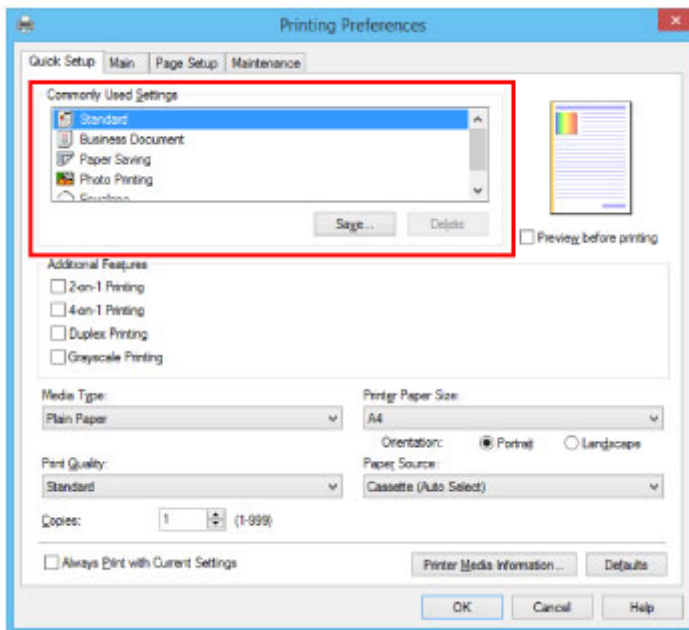 Printing Preferences
Quick Setup Main Page Setup Maintenance
Commonly Used Settings
Standard
Business Document
Paper Saving
Photo Printing
Envelope
Save... Delete
Preview before printing
Additional Features
2-on-1 Printing
4-on-1 Printing
Duplex Printing
Grayscale Printing
Media Type: Printer Paper Size:
Plain Paper A4
Orientation: Portrait Landscape
Print Quality: Paper Source:
Standard Cassette (Auto Select)
Copies: 1 (1-999)
Always Print with Current Settings Printer Media Information... Defaults
OK Cancel Help